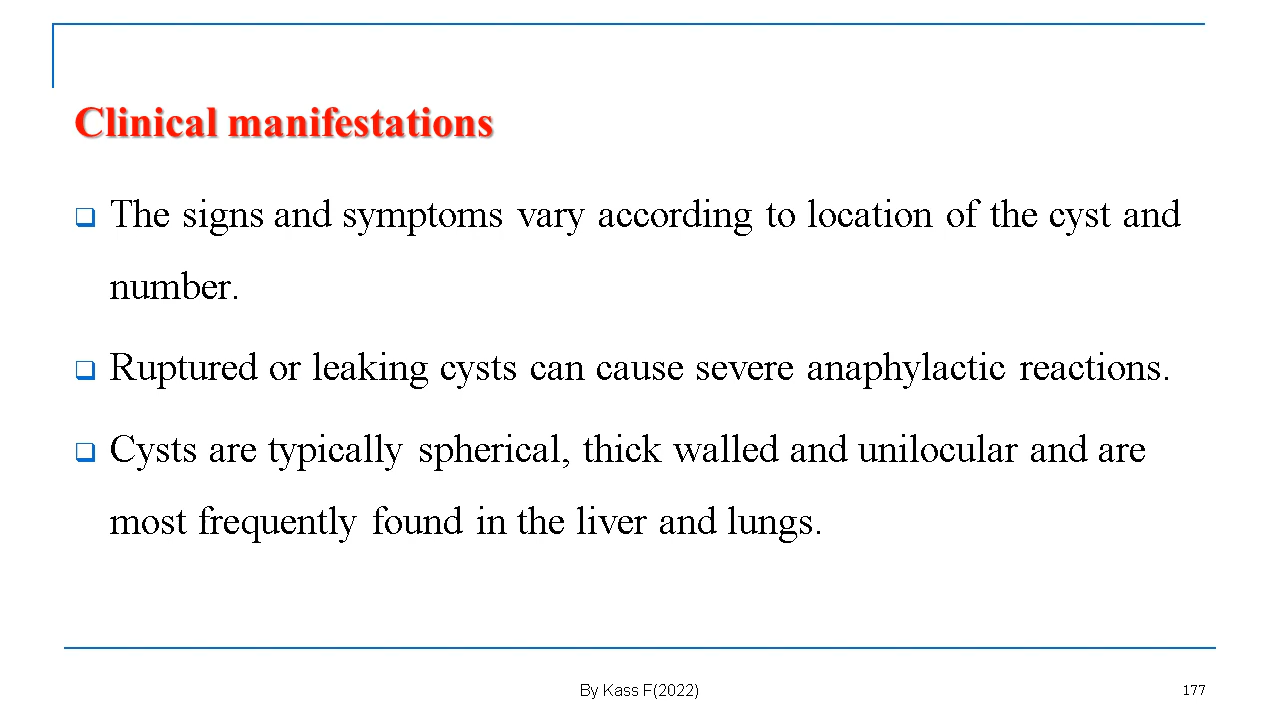 Clinical manifestations
The signs and symptoms vary according to location of the cyst and
number.
Ruptured or leaking cysts can cause severe anaphylactic reactions.
Cysts are typically spherical, thick walled and unilocular and are
most frequently found in the liver and lungs.
By Kass F(2022)
177